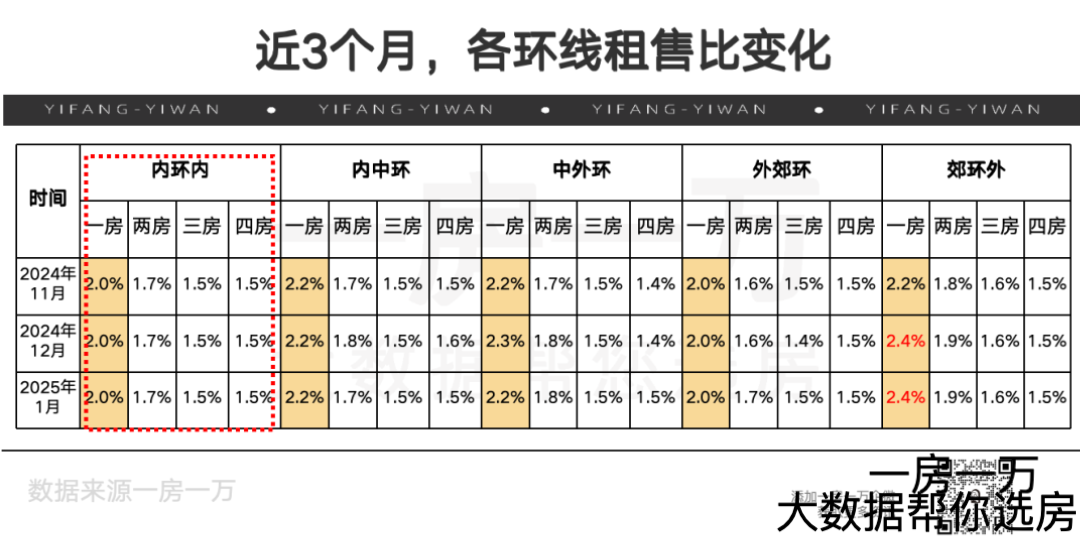 近3个月，各环线租售比变化
YIFANG-YIWAN • YIFANG-YIWAN • YIFANG-YIWAN • YIFANG-YIWAN
时间 内环内 内中环 中外环 外郊环 郊环外
一房 两房 三房 四房 一房 两房 三房 四房 一房 两房 三房 四房 一房 两房 三房 四房 一房 两房 三房 四房
2024年11月 2.0% 1.7% 1.5% 1.5% 2.2% 1.7% 1.5% 1.5% 2.2% 1.7% 1.5% 1.4% 2.0% 1.6% 1.5% 1.5% 2.2% 1.8% 1.6% 1.5%
2024年12月 2.0% 1.7% 1.5% 1.5% 2.2% 1.8% 1.5% 1.6% 2.3% 1.8% 1.5% 1.4% 2.0% 1.6% 1.4% 1.5% 2.4% 1.9% 1.6% 1.5%
2025年1月 2.0% 1.7% 1.5% 1.5% 2.2% 1.7% 1.5% 1.5% 2.2% 1.8% 1.5% 1.5% 2.0% 1.7% 1.5% 1.5% 2.4% 1.9% 1.6% 1.5%
数据来源一房一万
一房一万
大数据帮你选房